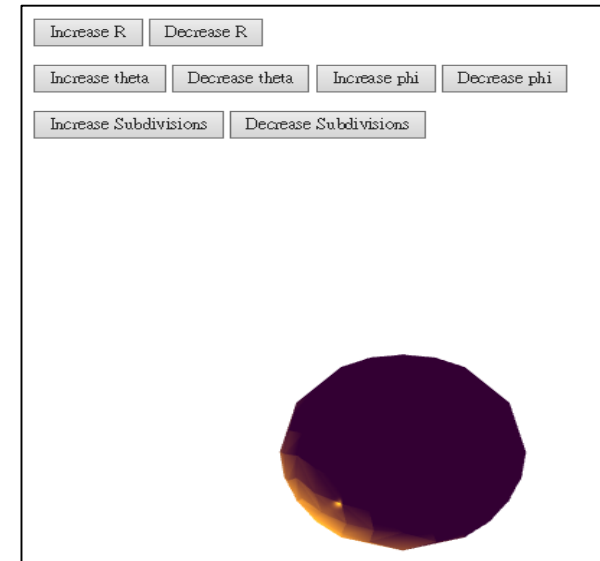 Increase R Decrease R
Increase theta Decrease theta Increase phi Decrease phi
Increase Subdivisions Decrease Subdivisions